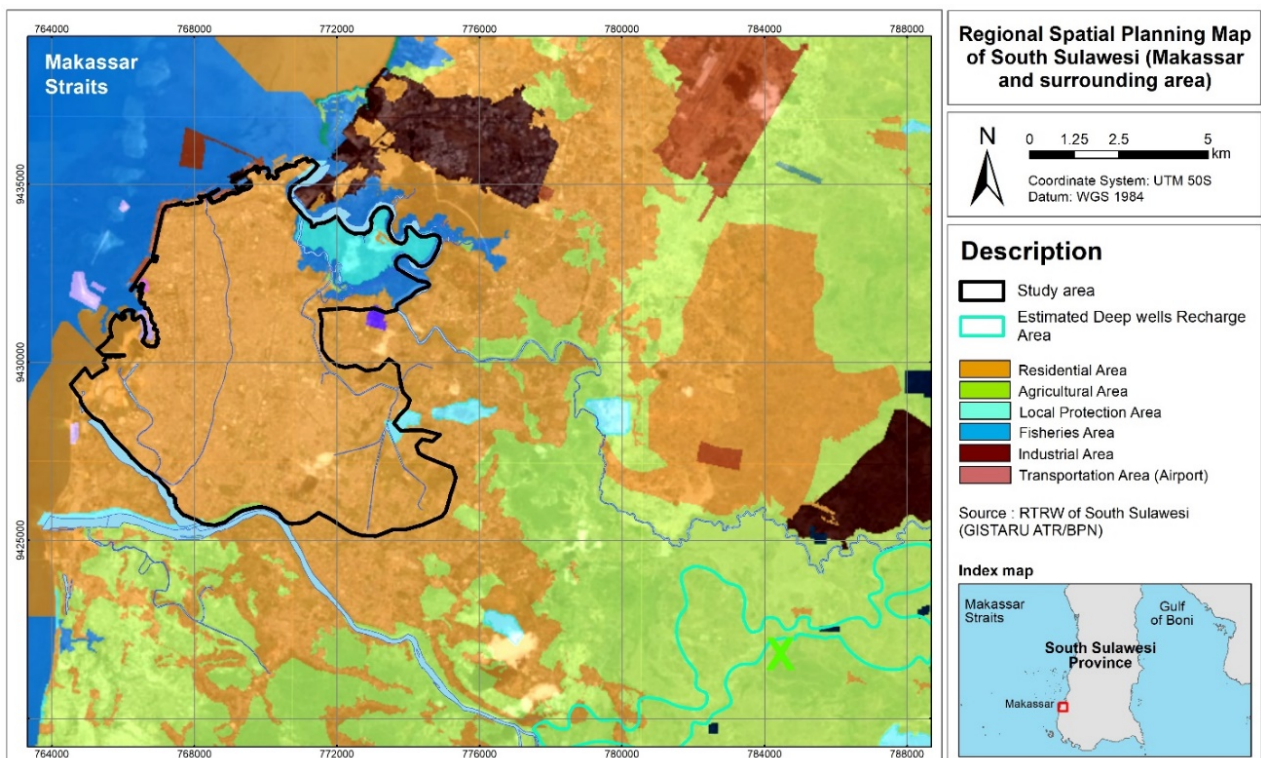 764000 768000 772000 776000 780000 784000 788000
Makassar
Straits
9435000
9430000
9425000
764000 768000 772000 776000 780000 784000 788000
X
Regional Spatial Planning Map
of South Sulawesi (Makassar
and surrounding area)
N
0 1.25 2.5 5
km
Coordinate System: UTM 50S
Datum: WGS 1984
Description
Study area
Estimated Deep wells Recharge
Area
Residential Area
Agricultural Area
Local Protection Area
Fisheries Area
Industrial Area
Transportation Area (Airport)
Source : RTRW of South Sulawesi
(GISTARU ATR/BPN)
Index map
Makassar
Straits
Gulf
of Boni
South Sulawesi
Province
Makassar